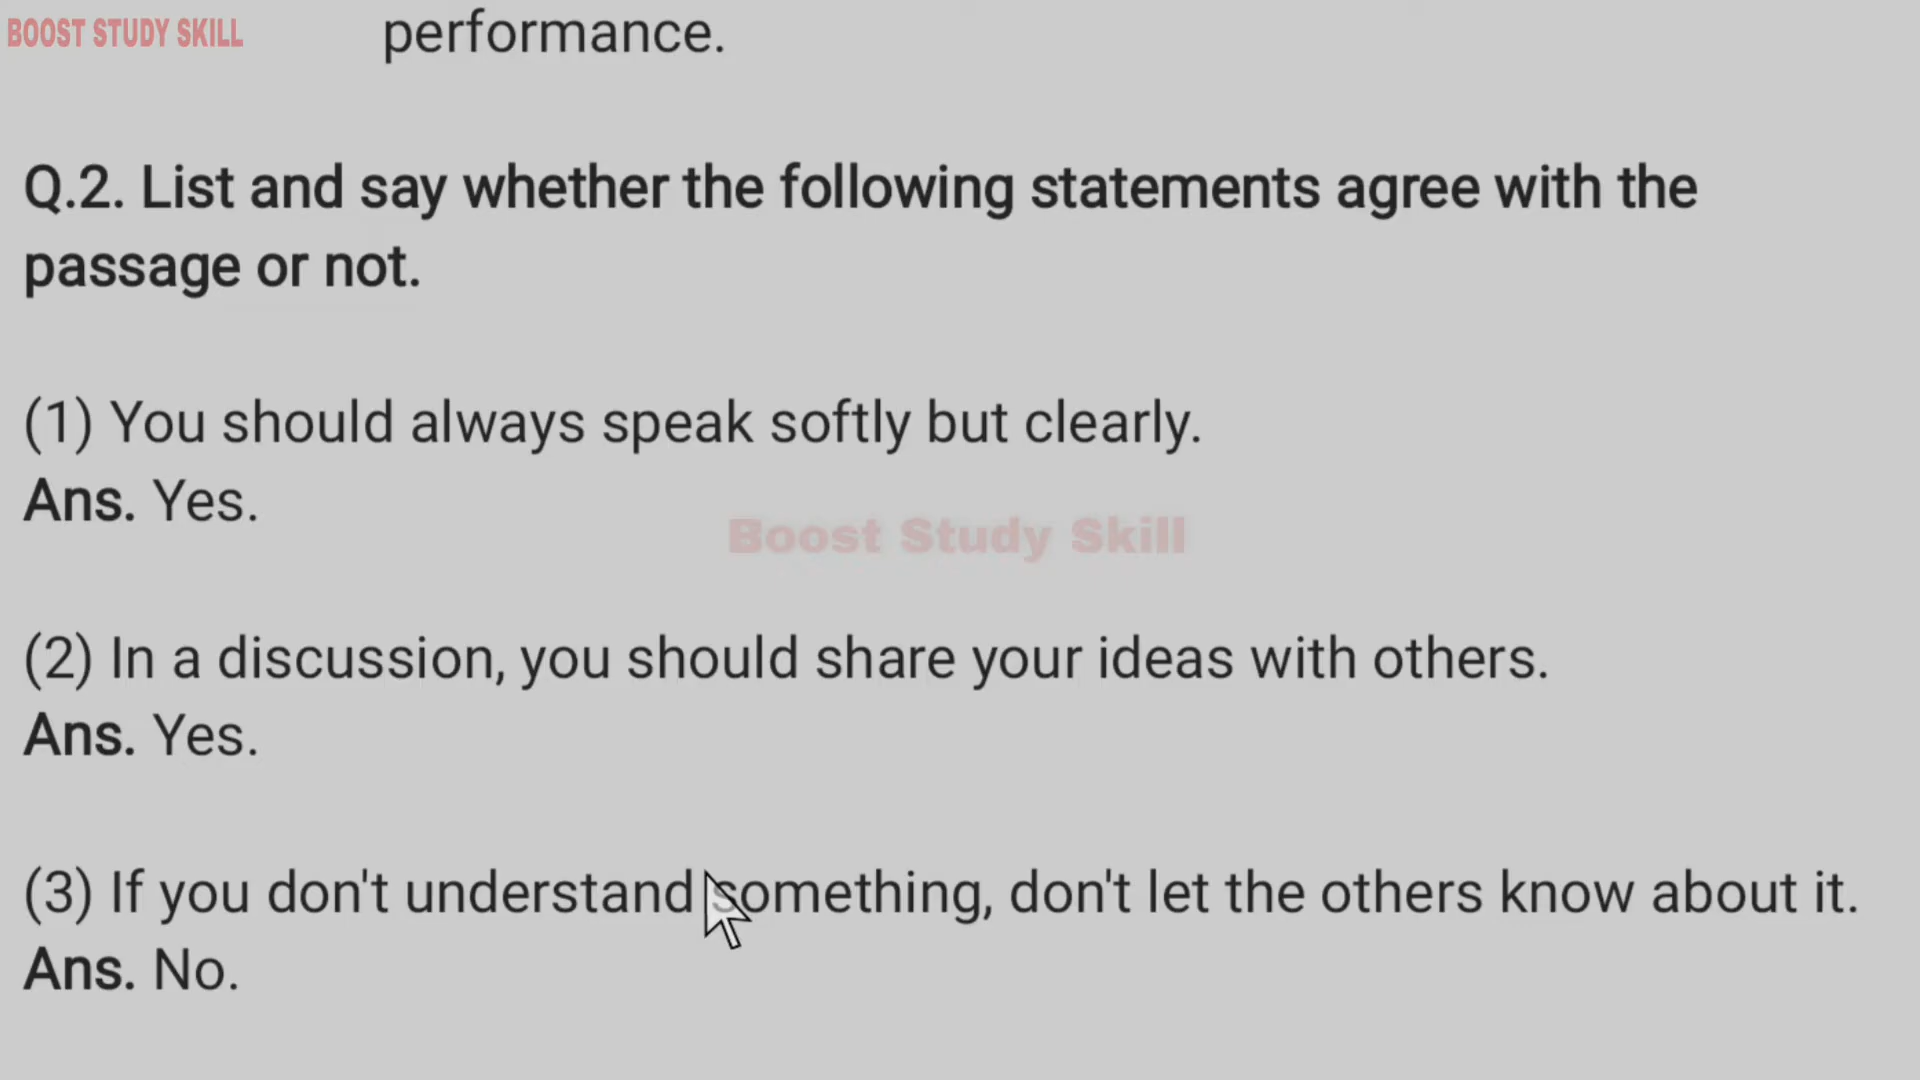 BOOST STUDY SKILL
performance.
Q.2. List and say whether the following statements agree with the
passage or not.
(1) You should always speak softly but clearly.
Ans. Yes.
Boost Study Skill
(2) In a discussion, you should share your ideas with others.
Ans. Yes.
(3) If you don't understand something, don't let the others know about it.
Ans. No.